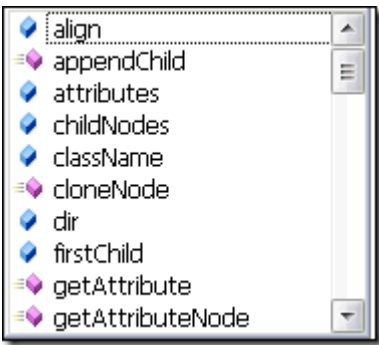 align
appendChild
attributes
childNodes
className
cloneNode
dir
firstChild
getAttribute
getAttributeNode